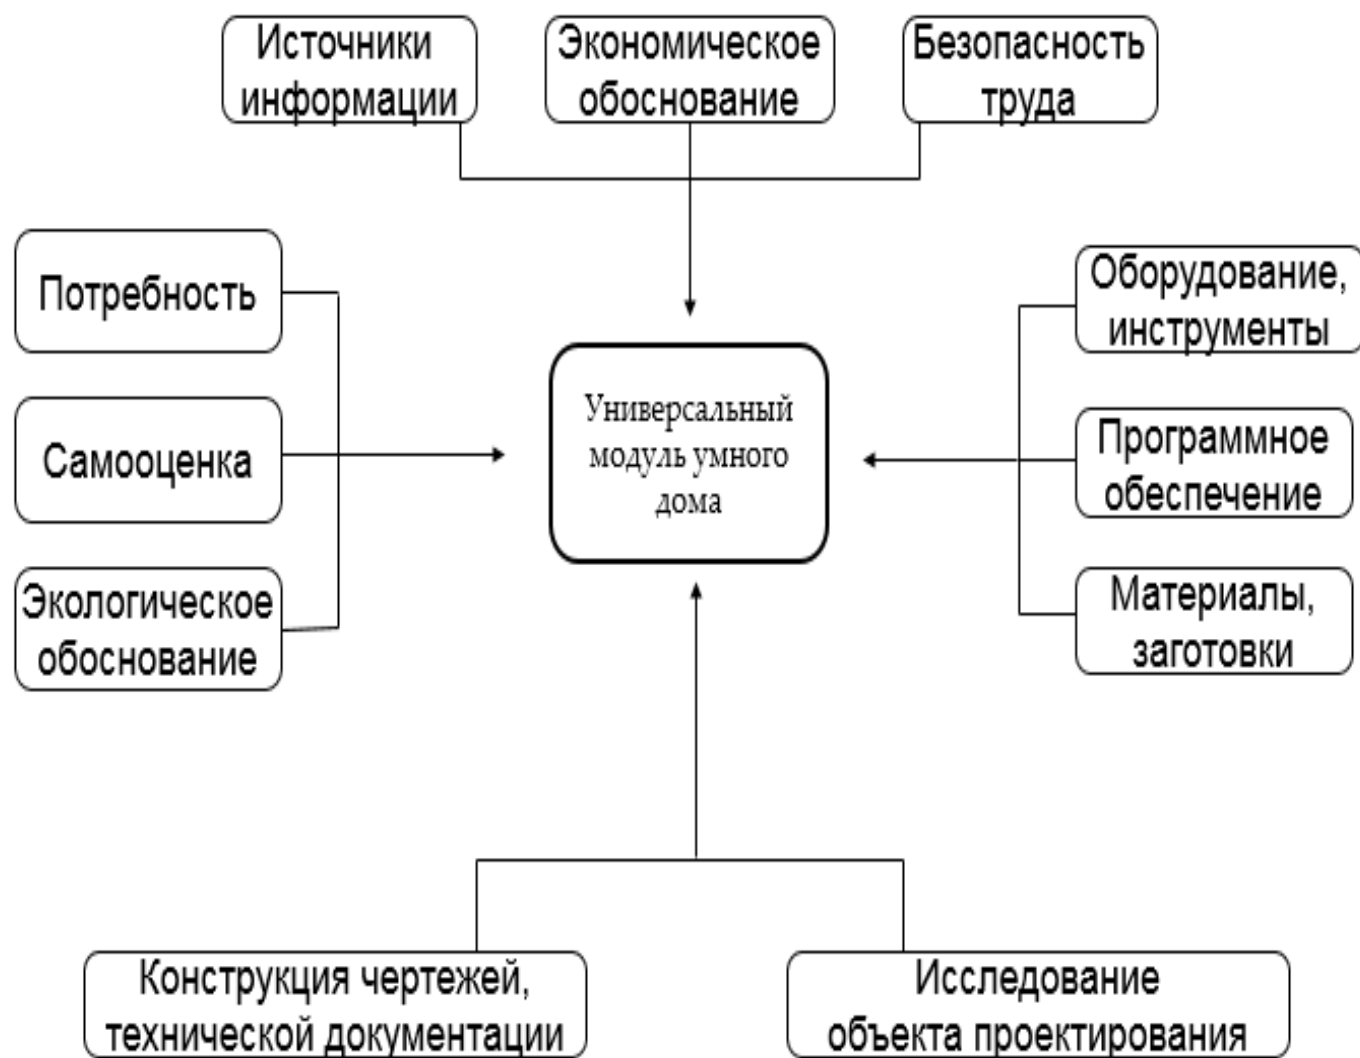 Источники
информации
Экономическое
обоснование
Безопасность
труда
Потребность
Самооценка
Экологическое
обоснование
Универсальный
модуль умного
дома
Оборудование,
инструменты
Программное
обеспечение
Материалы,
заготовки
Конструкция чертежей,
технической документации
Исследование
объекта проектирования